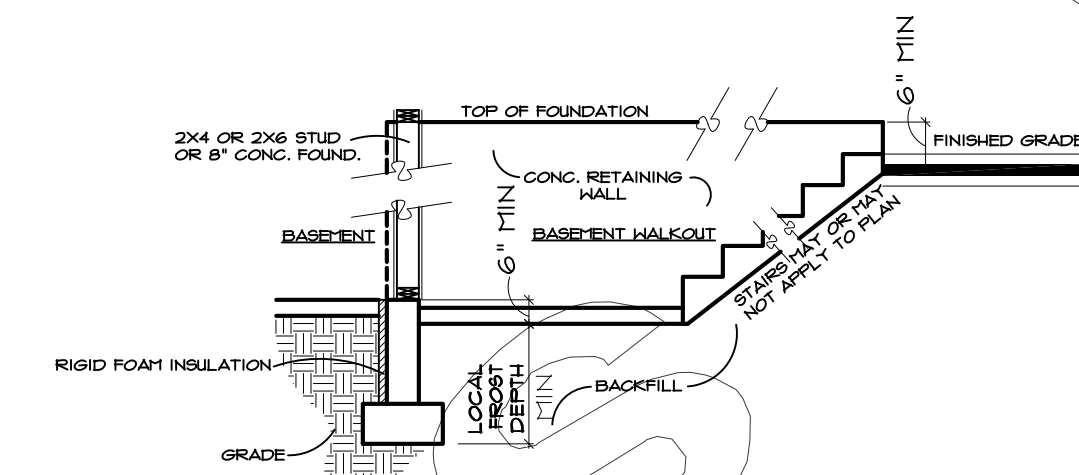 6" MIN
TOP OF FOUNDATION
2X4 OR 2X6 STUD
OR 8" CONC. FOUND.
FINISHED GRADE
CONC. RETAINING
WALL
6" MIN
BASEMENT
BASEMENT WALKOUT
STAIRS MAY OR MAY
NOT APPLY TO PLAN
RIGID FOAM INSULATION
LOCAL
FROST
DEPTH
MIN
BACKFILL
GRADE